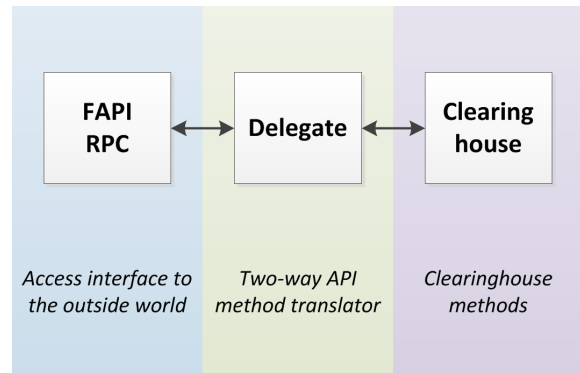 FAPI
RPC
Delegate
Clearing
house
Access interface to
the outside world
Two-way API
method translator
Clearinghouse
methods